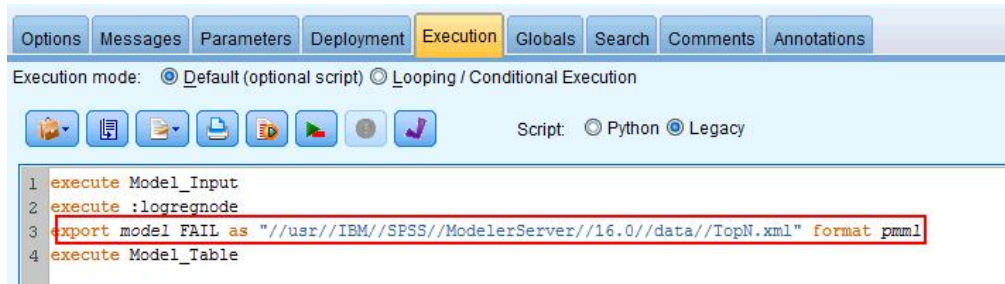 Options Messages Parameters Deployment Execution Globals Search Comments Annotations
Execution mode: Default (optional script) Looping / Conditional Execution
Script: Python Legacy
1 execute Model_Input
2 execute :logregnode
3 export model FAIL as "//usr//IBM//SPSS//ModelerServer//16.0//data//TopN.xml" format pmml
4 execute Model_Table